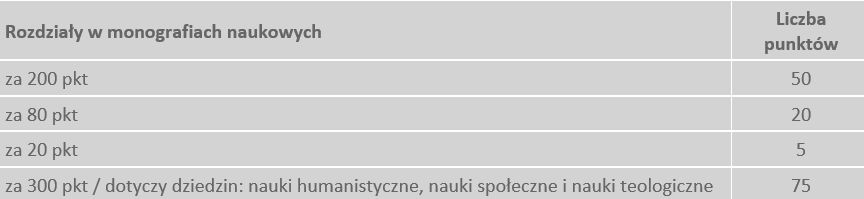 Rozdziały w monografiach naukowych
Liczba
punktów
za 200 pkt 50
za 80 pkt 20
za 20 pkt 5
za 300 pkt / dotyczy dziedzin: nauki humanistyczne, nauki społeczne i nauki teologiczne 75